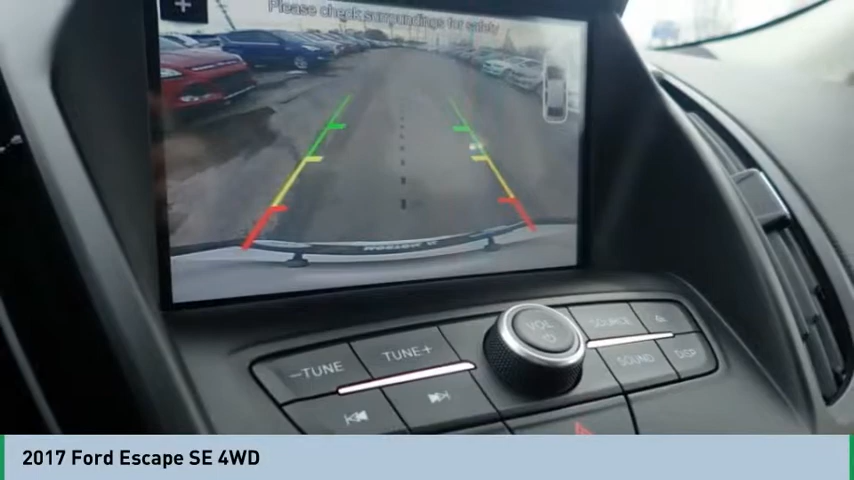 Please check surroundings for safety
VOL
SOURCE
−TUNE
TUNE+
SOUND
DISP
2017 Ford Escape SE 4WD